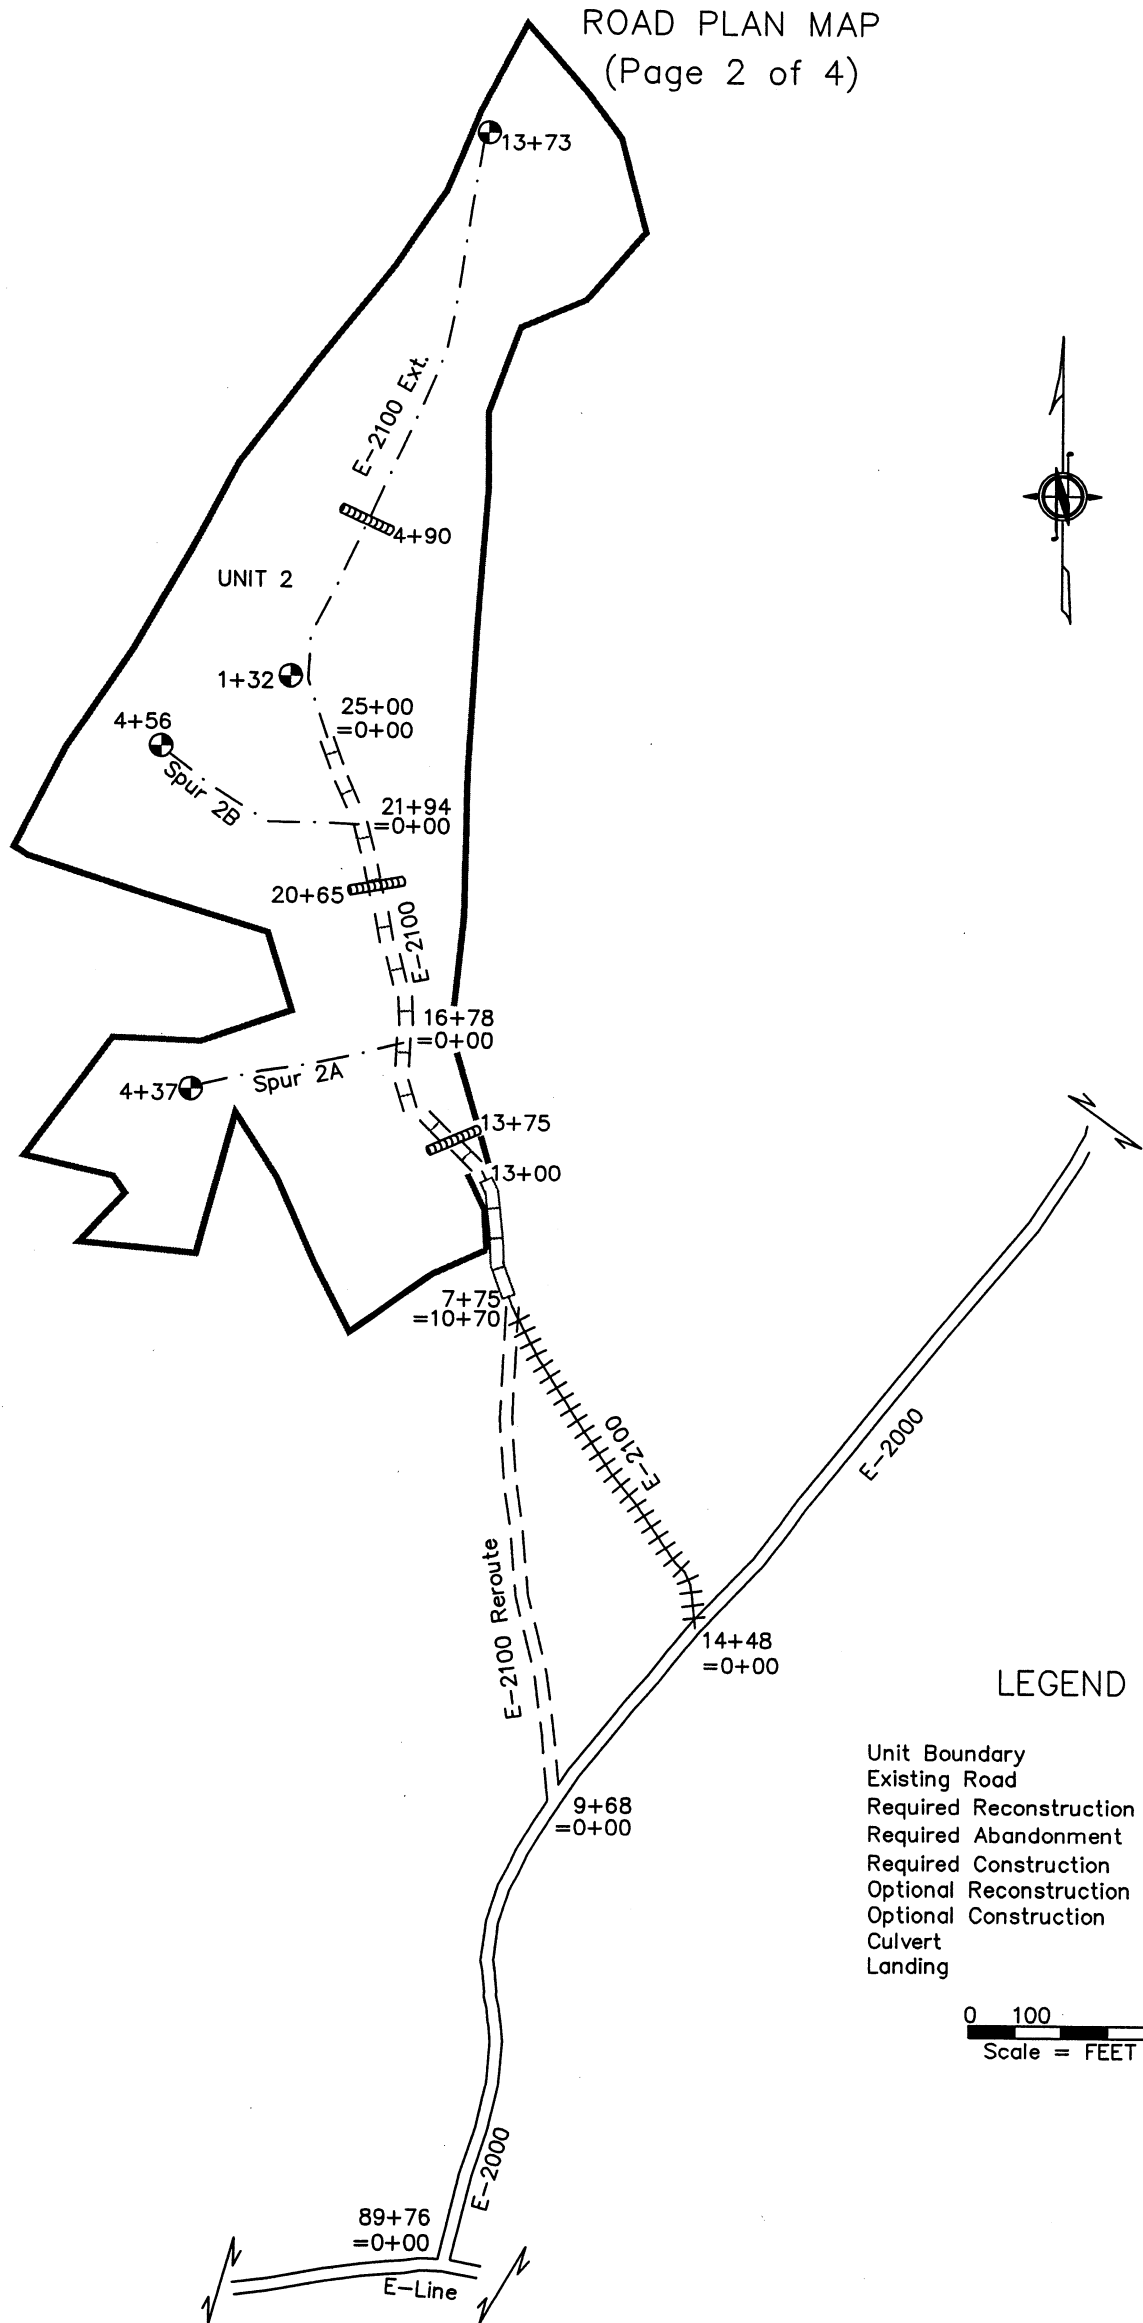 ROAD PLAN MAP
(Page 2 of 4)
13+73
E-2100 Ext.
4+90
UNIT 2
1+32
25+00
=0+00
4+56
Spur 2B
21+94
=0+00
20+65
E-2100
16+78
=0+00
Spur 2A
4+37
13+75
13+00
7+75
=10+70
E-2100
E-2000
E-2100 Reroute
14+48
=0+00
LEGEND
Unit Boundary
Existing Road
Required Reconstruction
Required Abandonment
Required Construction
Optional Reconstruction
Optional Construction
Culvert
Landing
9+68
=0+00
0 100
Scale = FEET
E-2000
89+76
=0+00
E-Line